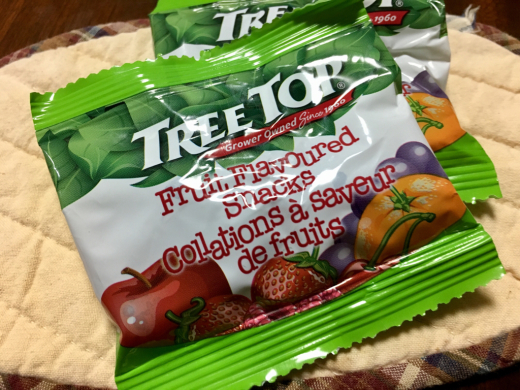 TREE TOP
1960
TREE TOP®
Grower Owned Since 1960
Fruit Flavoured
Snacks
Collations à saveur
de fruits